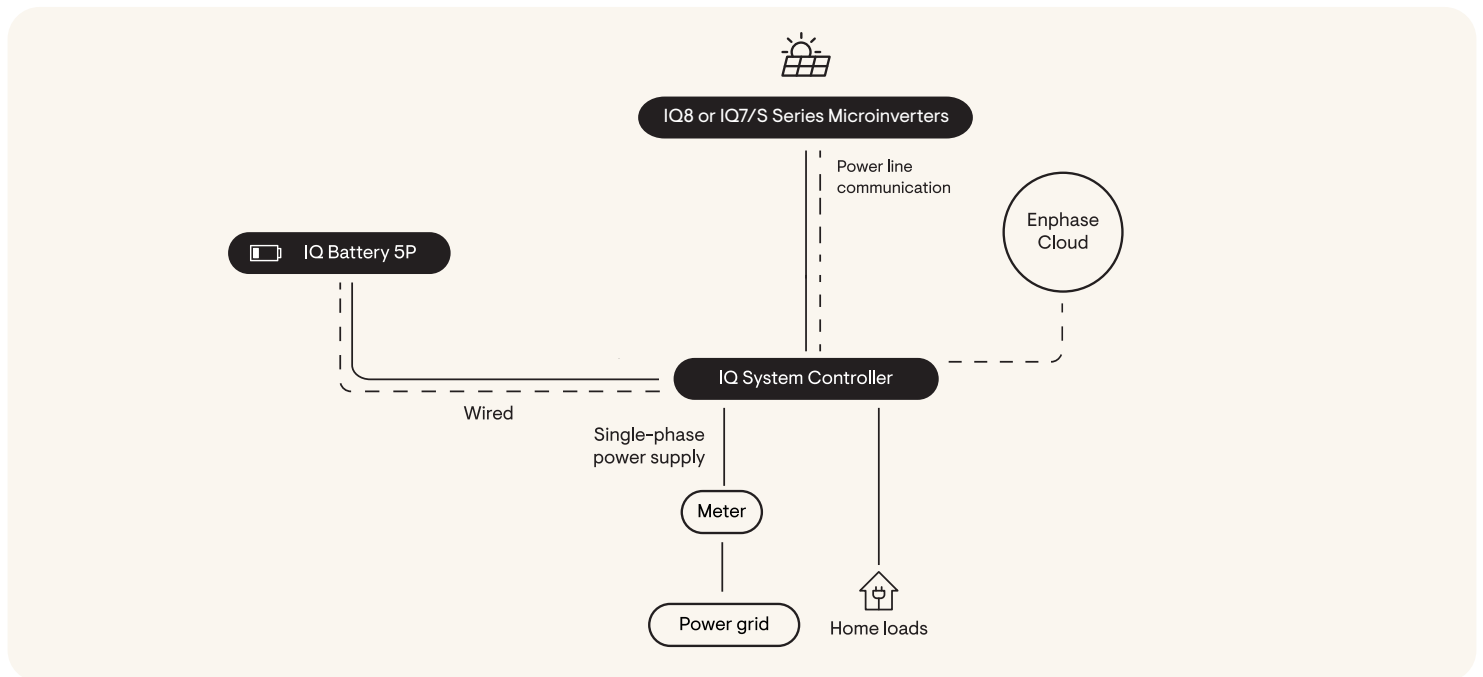 IQ8 or IQ7/S Series Microinverters
Power line
communication
Enphase
Cloud
IQ Battery 5P
IQ System Controller
Wired
Single-phase
power supply
Meter
Power grid
Home loads